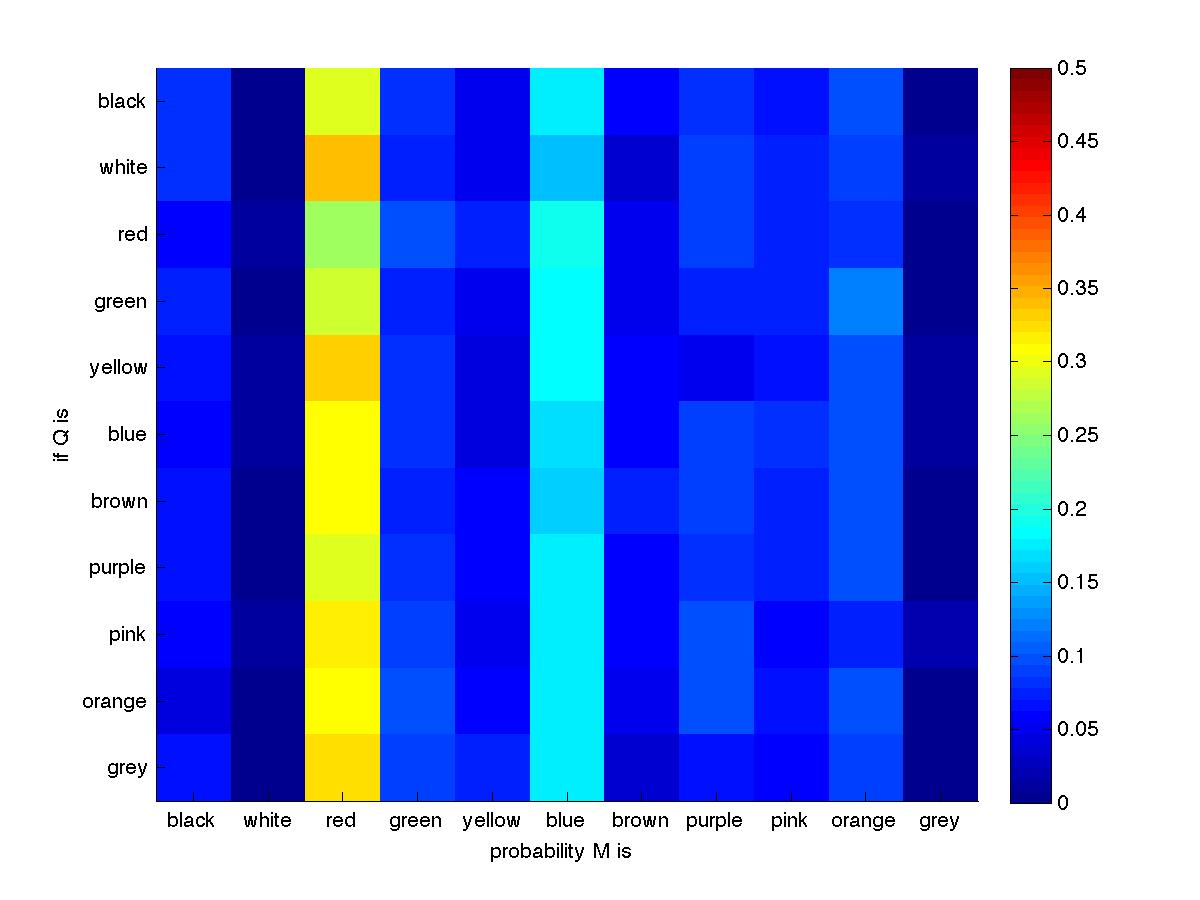 if Q is
black
white
red
green
yellow
blue
brown
purple
pink
orange
grey
black white red green yellow blue brown purple pink orange grey
probability M is
0.5
0.45
0.4
0.35
0.3
0.25
0.2
0.15
0.1
0.05
0